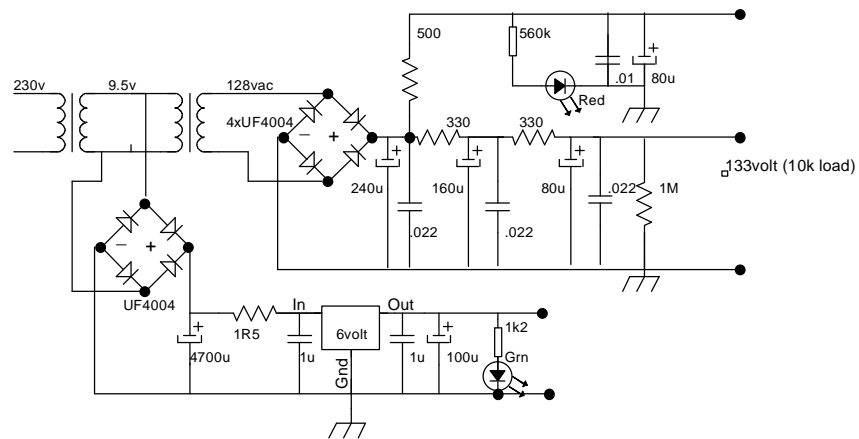 500
560k
.01
80u
Red
230v
9.5v
128vac
4xUF4004
− +
330
330
+
+
+
+
240u
160u
80u
.022
1M
133volt (10k load)
.022
.022
− +
UF4004
In
Out
1R5
6volt
1k2
+
+
4700u
1u
Gnd
1u
100u
Grn